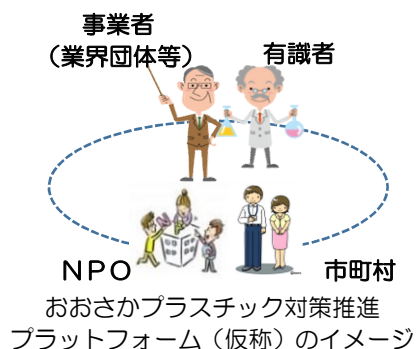 事業者
（業界団体等）
有識者
NPO
市町村
おおさかプラスチック対策推進
プラットフォーム（仮称）のイメージ